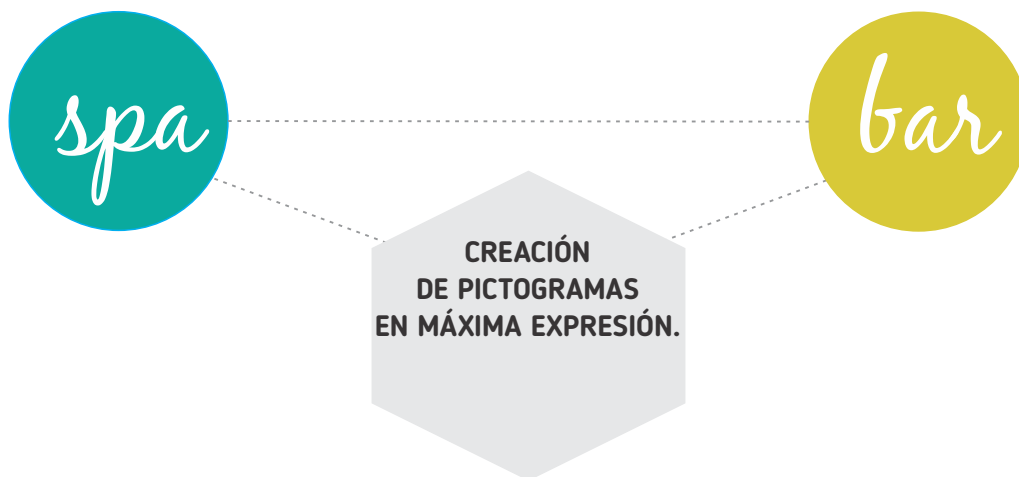 spa
bar
CREACIÓN
DE PICTOGRAMAS
EN MÁXIMA EXPRESIÓN.